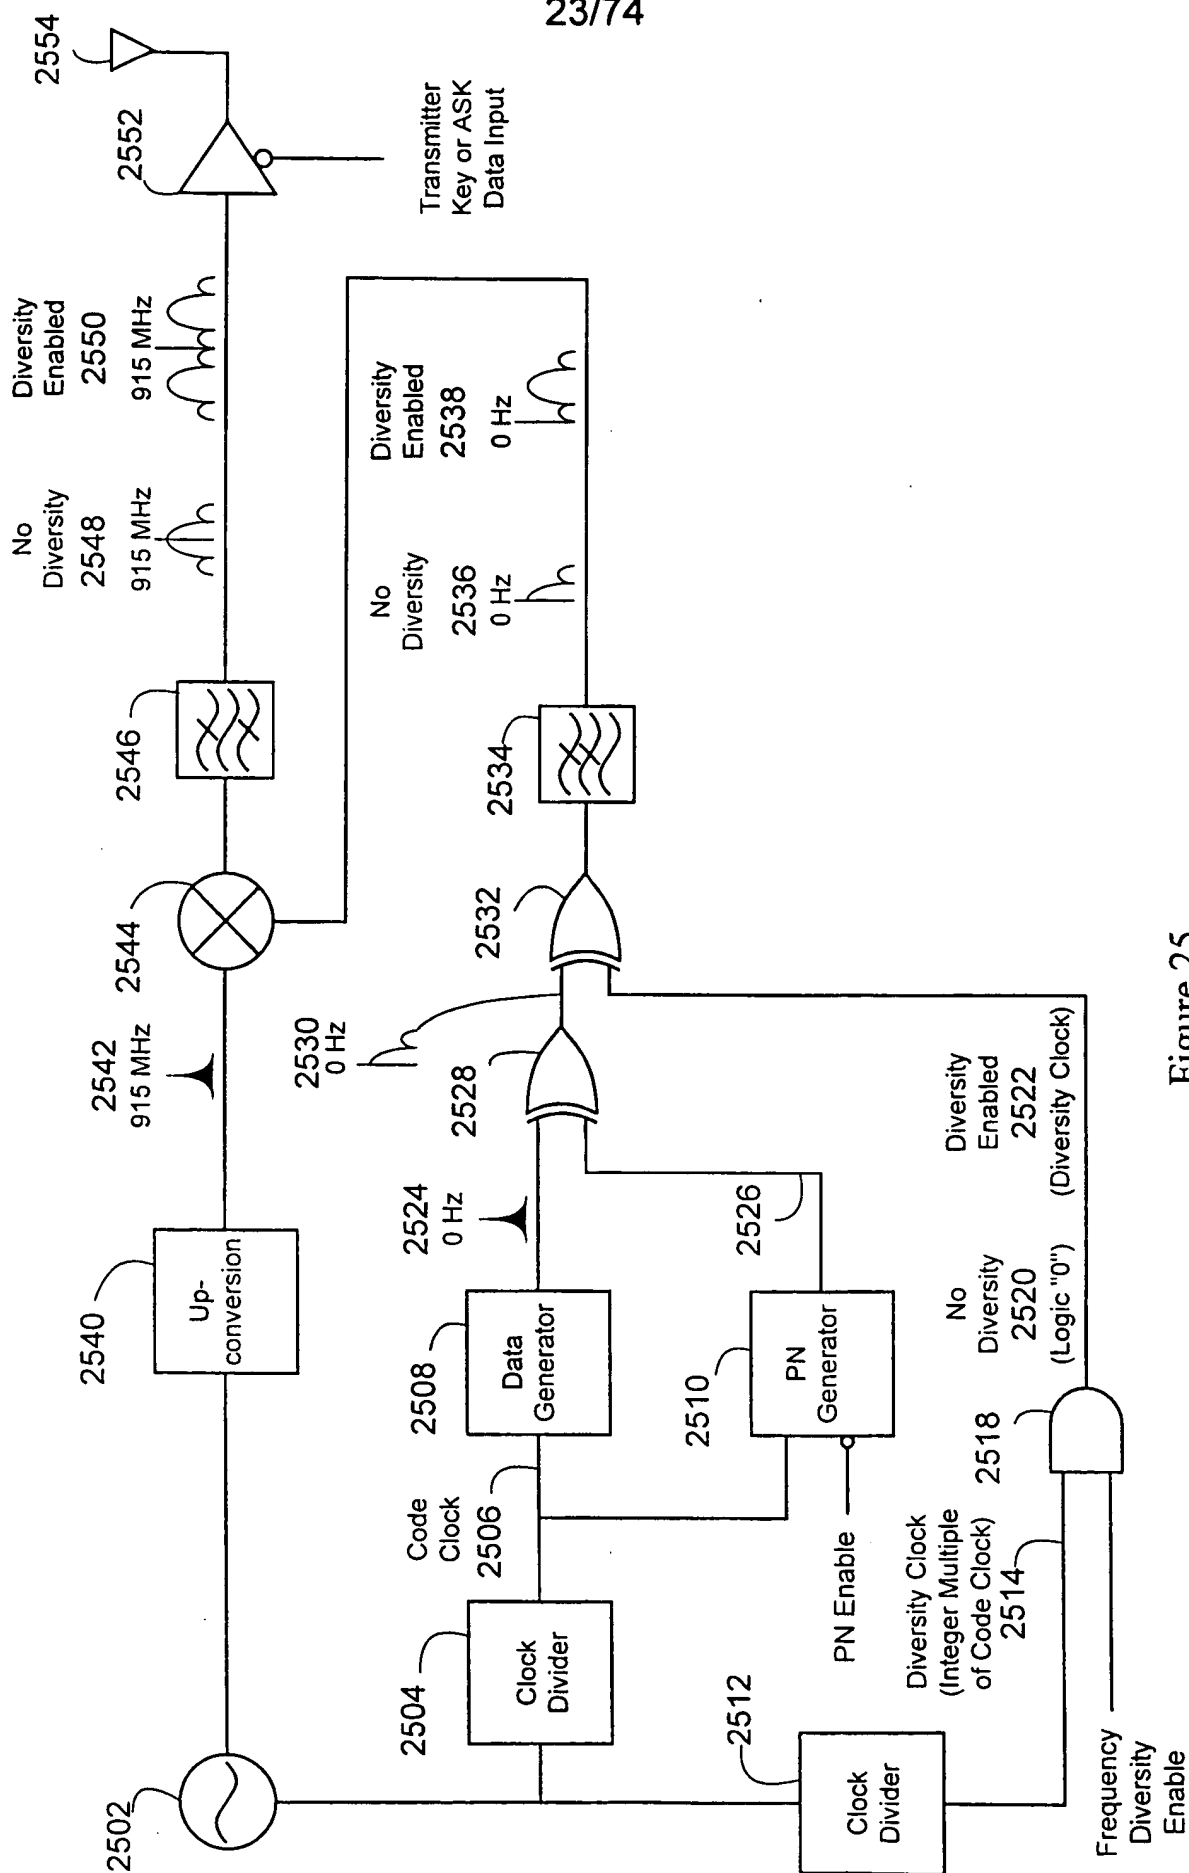 23/74
2554
2552
Transmitter
Key or ASK
Data Input
Diversity
Enabled
2550
915 MHz
No
Diversity
2548
915 MHz
2546
2544
2542
915 MHz
Up-
conversion
2540
2502
Diversity
Enabled
2538
0 Hz
No
Diversity
2536
0 Hz
2534
2532
2530
0 Hz
2528
2524
0 Hz
2526
Data
Generator
2508
PN
Generator
2510
Code
Clock
2506
PN Enable
Clock
Divider
2504
Diversity
Enabled
2522
(Diversity Clock)
No
Diversity
2520
(Logic "0")
2518
Diversity Clock
(Integer Multiple
of Code Clock)
2514
2512
Clock
Divider
Frequency
Diversity
Enable
Figure 25